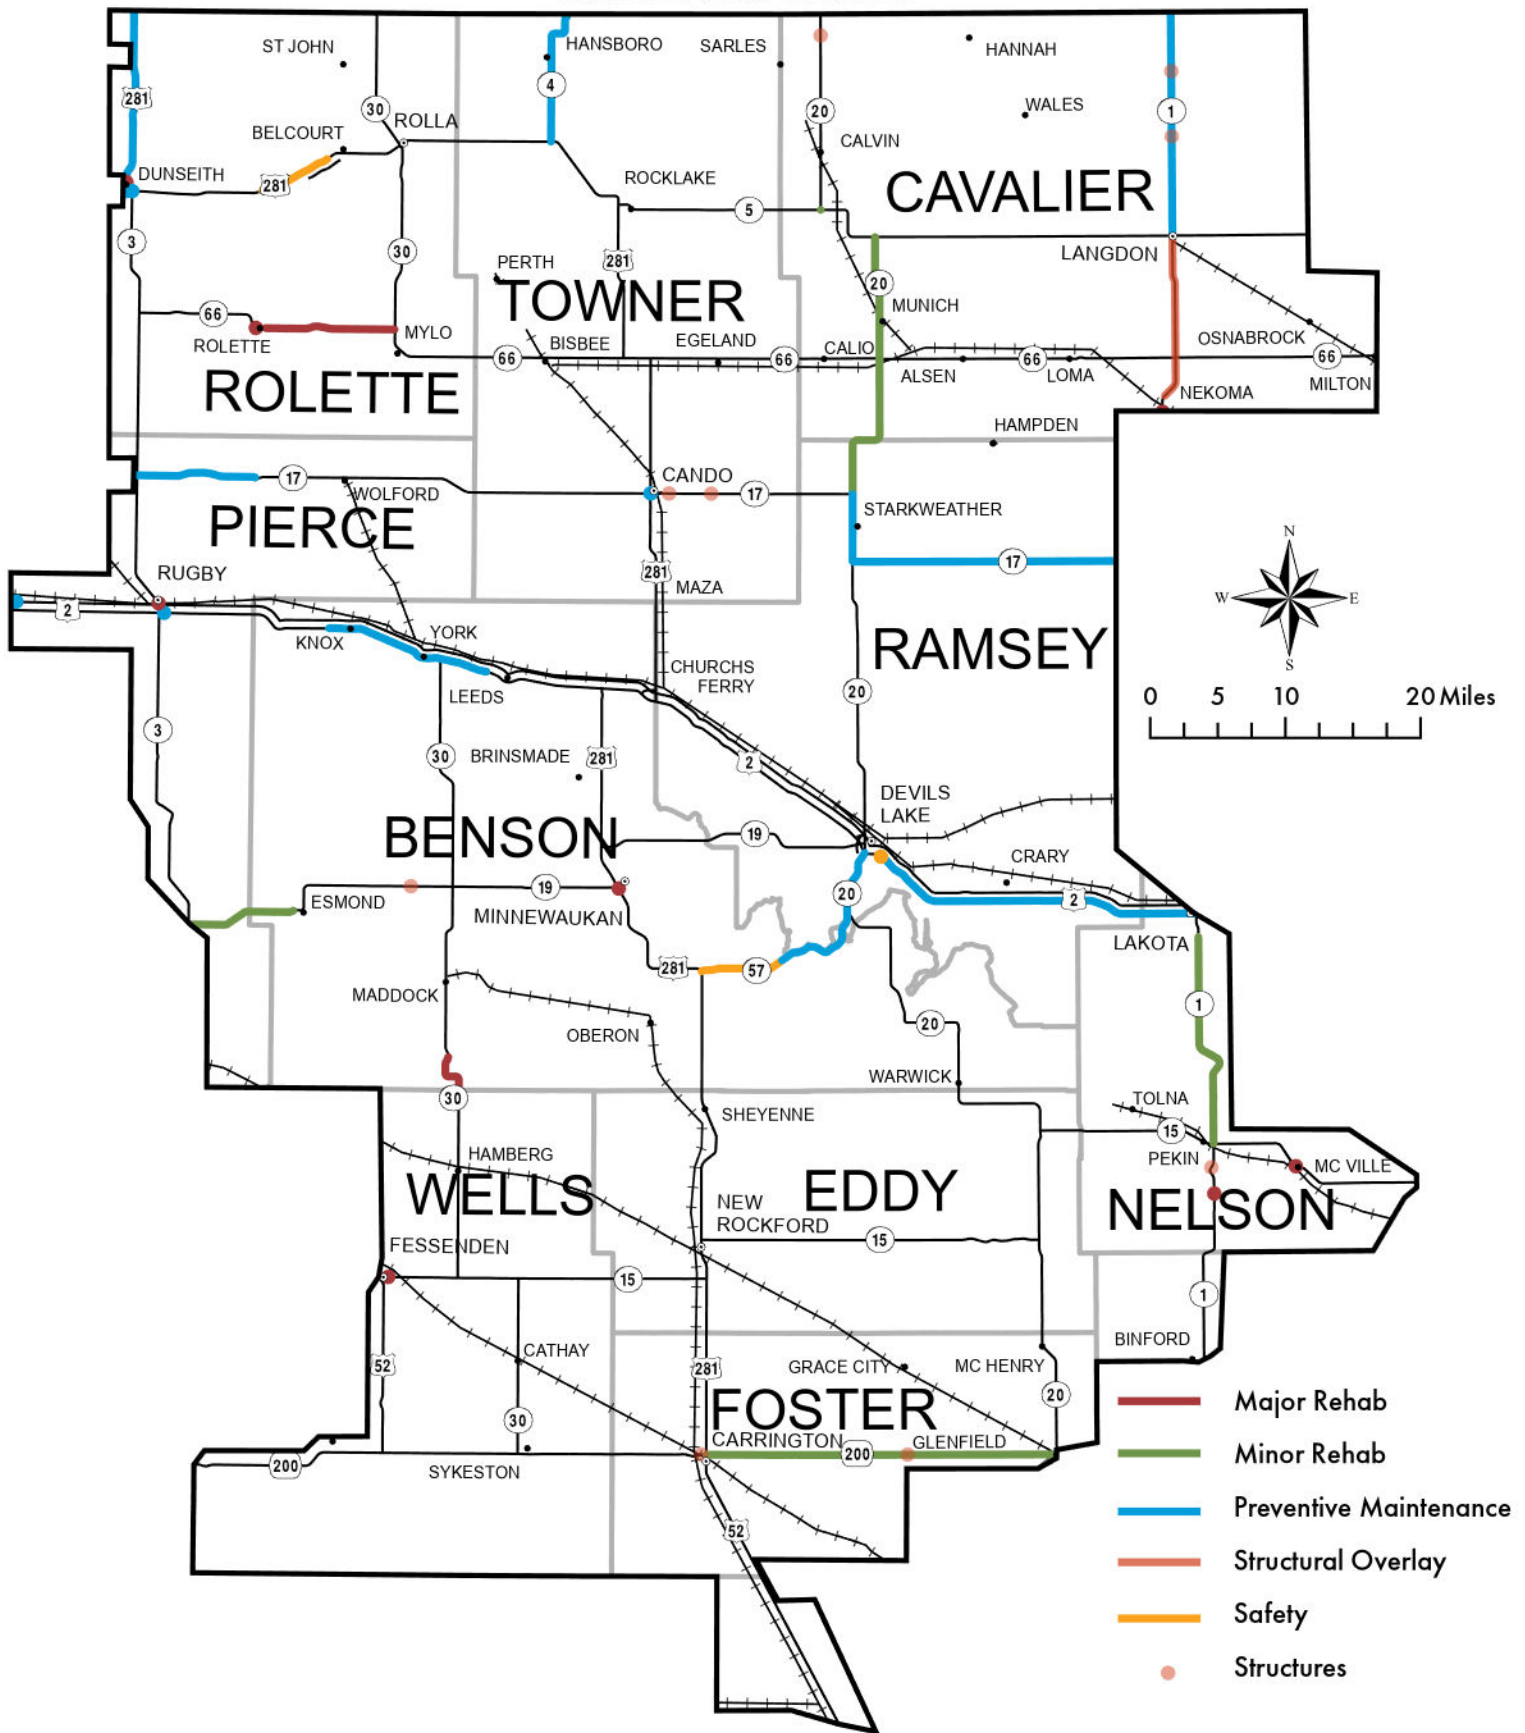 ST JOHN
HANSBORO
SARLES
HANNAH
281
4
30
20
WALES
1
ROLLA
BELCOURT
CALVIN
DUNSEITH
281
ROCKLAKE
5
CAVALIER
3
30
281
LANGDON
PERTH
20
TOWNER
MUNICH
66
MYLO
ROLETTE
BISBEE
EGELAND
CALIO
OSNABROCK
66
66
66
66
ALSEN
LOMA
MILTON
ROLETTE
NEKOMA
HAMPDEN
CANDO
17
WOLFORD
17
STARKWEATHER
PIERCE
17
N
RUGBY
281
MAZA
W
E
2
KNOX
YORK
RAMSEY
S
CHURCHS
FERRY
LEEDS
20
0
5
10
20 Miles
3
30
BRINSMADE
281
2
DEVILS
LAKE
BENSON
19
CRARY
ESMOND
19
20
2
MINNEWAUKAN
LAKOTA
281
57
MADDOCK
1
OBERON
20
WARWICK
30
TOLNA
SHEYENNE
15
HAMBERG
PEKIN
MC VILLE
WELLS
EDDY
NELSON
NEW
ROCKFORD
FESSENDEN
15
15
1
BINFORD
CATHAY
52
281
GRACE CITY
MC HENRY
20
Major Rehab
30
FOSTER
CARRINGTON
GLENFIELD
200
Minor Rehab
200
SYKESTON
Preventive Maintenance
52
Structural Overlay
Safety
Structures